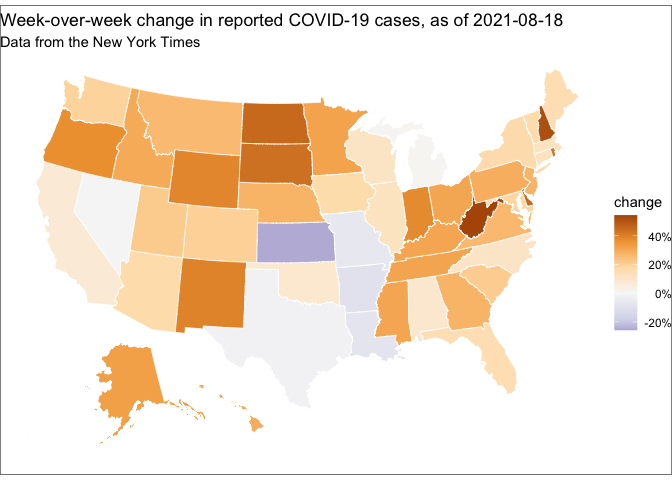 Week-over-week change in reported COVID-19 cases, as of 2021-08-18
Data from the New York Times
change
40%
20%
0%
-20%